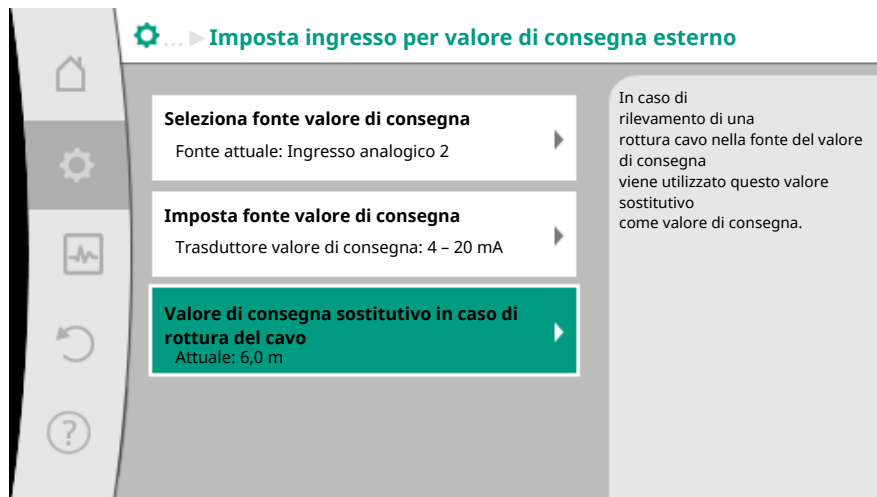 ... Imposta ingresso per valore di consegna esterno
Seleziona fonte valore di consegna
Fonte attuale: Ingresso analogico 2
Imposta fonte valore di consegna
Trasduttore valore di consegna: 4 – 20 mA
Valore di consegna sostitutivo in caso di
rottura del cavo
Attuale: 6,0 m
In caso di
rilevamento di una
rottura cavo nella fonte del valore
di consegna
viene utilizzato questo valore
sostitutivo
come valore di consegna.
?